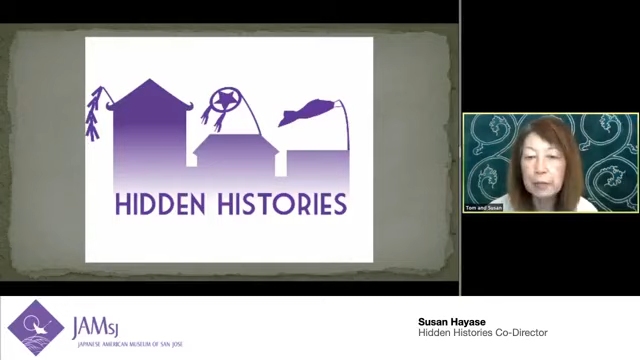 HIDDEN HISTORIES
Tom and Susan
JAMsj
JAPANESE AMERICAN MUSEUM OF SAN JOSE
Susan Hayase
Hidden Histories Co-Director